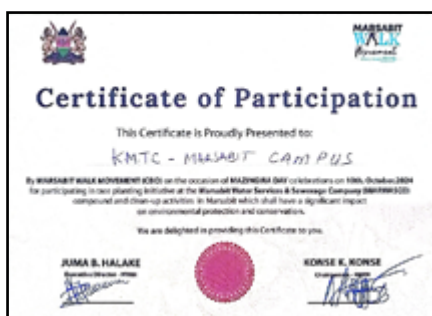 MARSABIT
WALK
Movement
Certificate of Participation
This Certificate is Proudly Presented to:
KMTC - MARSABIT CAMPUS
By MARSABIT WALK MOVEMENT (CBO) on the occasion of MAZINGIRA DAY celebrations on 10th, October, 2024
for participating in tree planting initiative at the Marsabit Water Services & Sewerage Company
compound and clean-up activities in Marsabit which shall have a significant impact
on environmental protection and conservation.
We are delighted in providing this Certificate to you.
JUMA B. HALAKE
Executive Director
KONSE K. KONSE